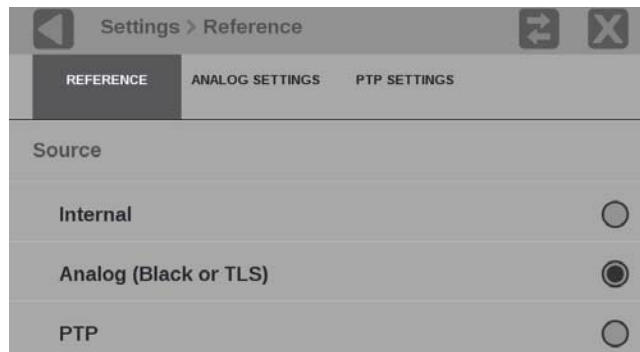 Settings > Reference
REFERENCE ANALOG SETTINGS PTP SETTINGS
Source
Internal
Analog (Black or TLS)
PTP